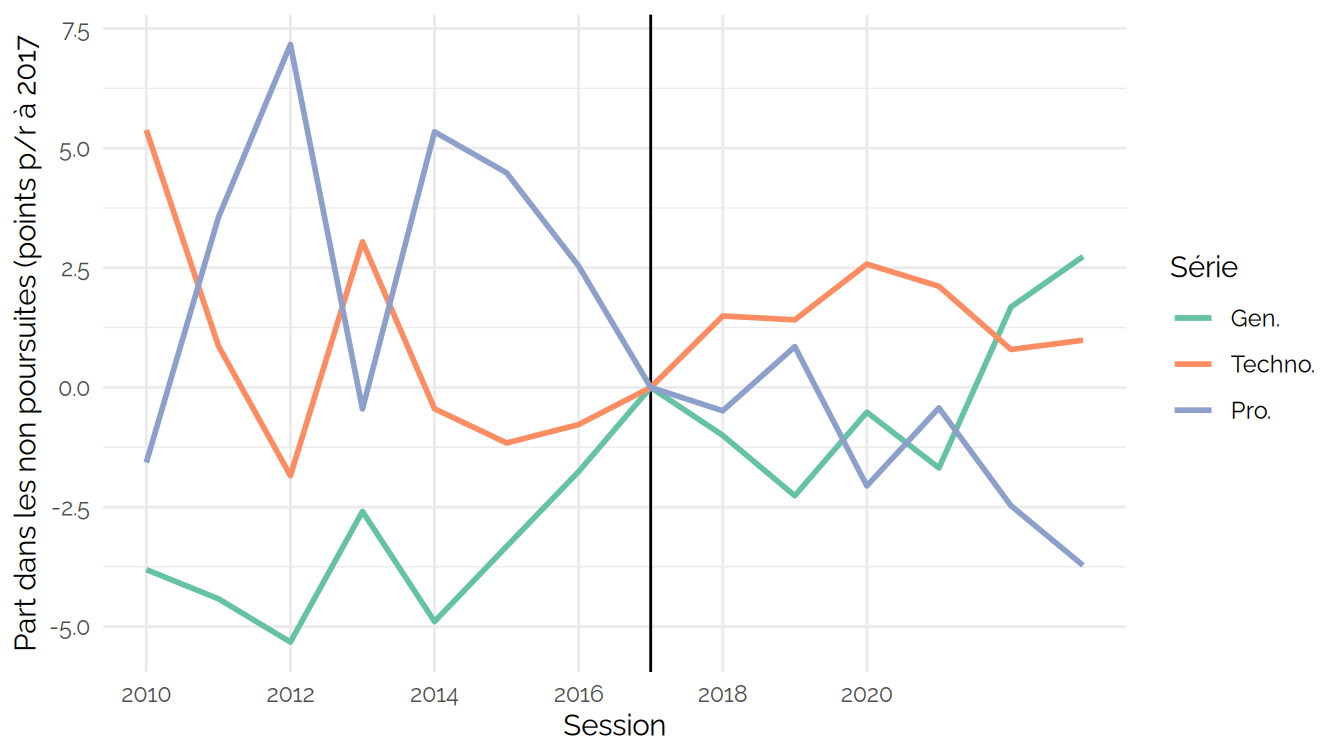 Part dans les non poursuites (points p/r à 2017
7.5
5.0
2.5
0.0
-2.5
-5.0
2010 2012 2014 2016 2018 2020
Session
Série
Gen.
Techno.
Pro.